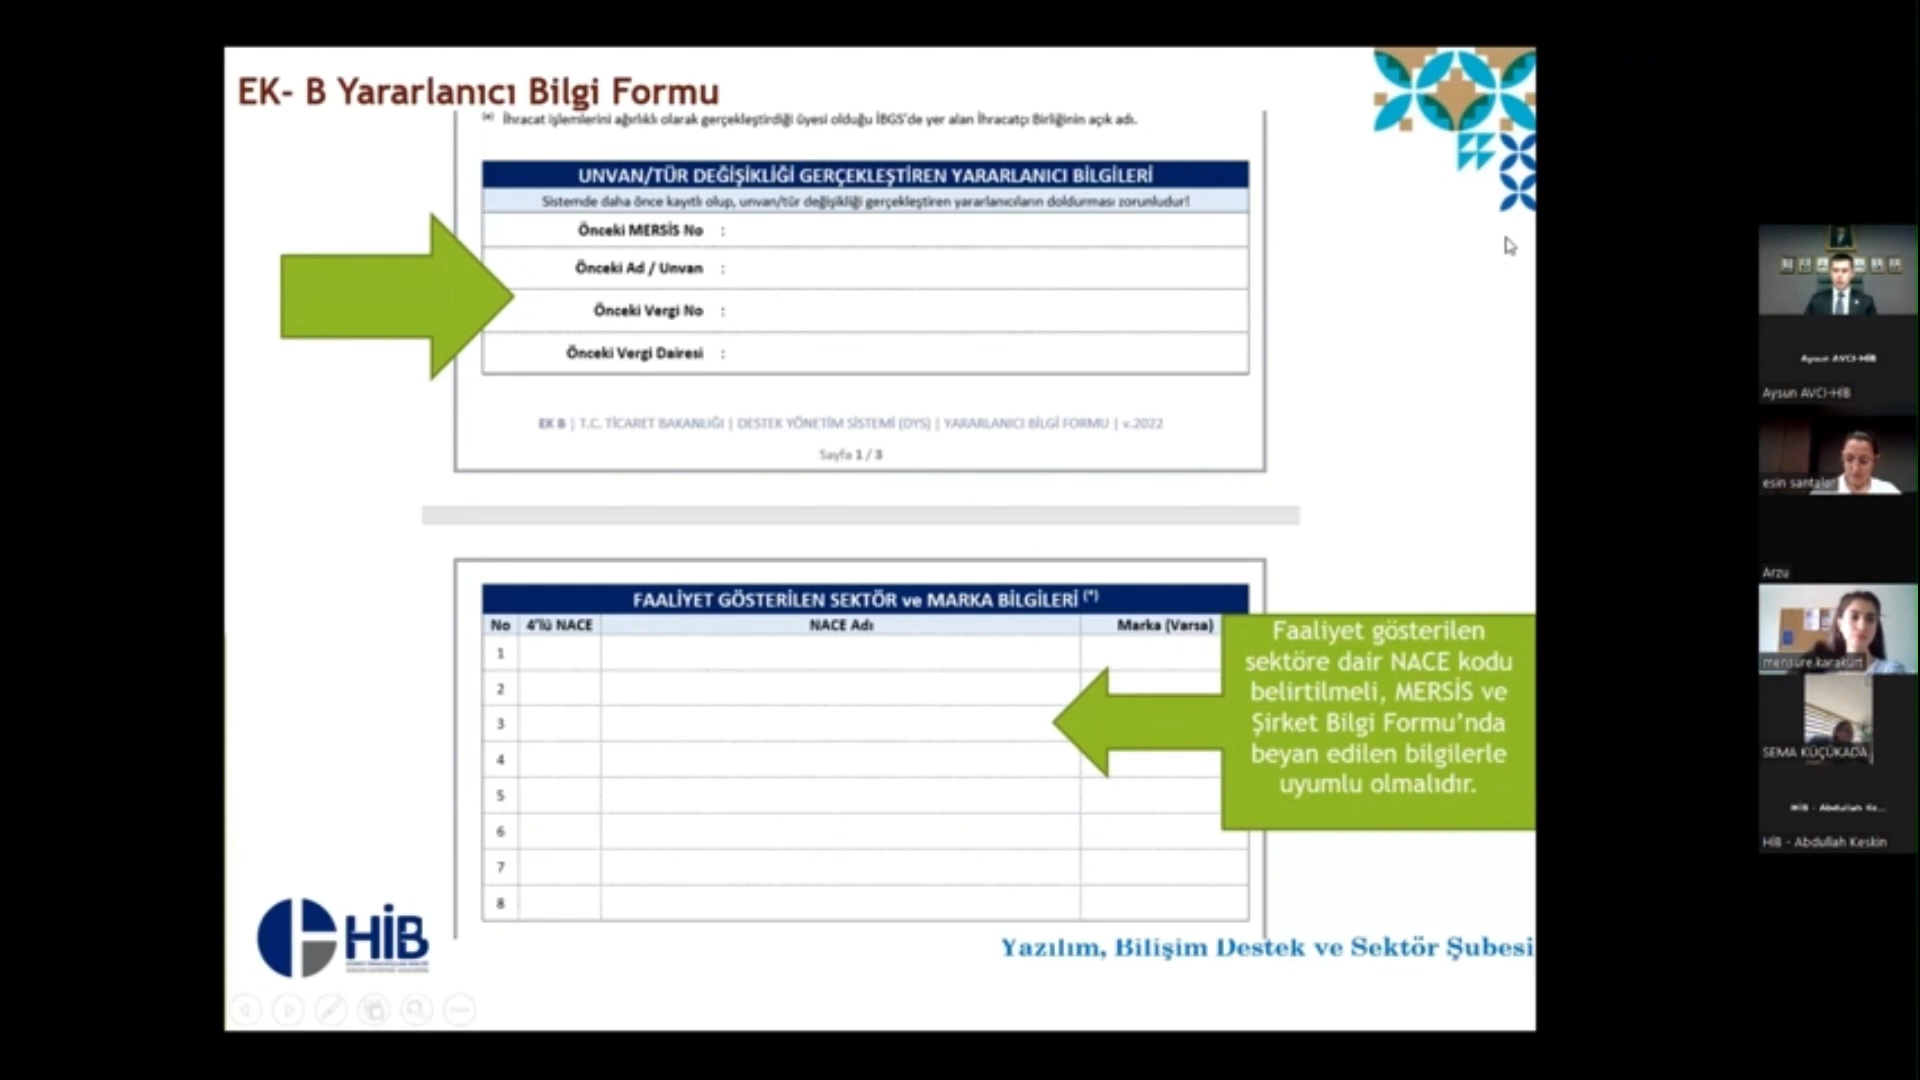 EK- B Yararlanıcı Bilgi Formu
(*) İhracat işlemlerini ağırlıklı olarak gerçekleştirdiği üyesi olduğu İBGS'de yer alan İhracatçı Birliğinin açık adı.
UNVAN/TÜR DEĞİŞİKLİĞİ GERÇEKLEŞTİREN YARARLANICI BİLGİLERİ
Sistemde daha önce kayıtlı olup, unvan/tür değişikliği gerçekleştiren yararlanıcıların doldurması zorunludur!
Önceki MERSİS No :
Önceki Ad / Unvan :
Önceki Vergi No :
Önceki Vergi Dairesi :
EK B | T.C. TİCARET BAKANLIĞI | DESTEK YÖNETİM SİSTEMİ (DYS) | YARARLANICI BİLGİ FORMU | v.2022
Sayfa 1 / 3
FAALİYET GÖSTERİLEN SEKTÖR ve MARKA BİLGİLERİ (*)
No 4'lü NACE NACE Adı Marka (Varsa)
1
2
3
4
5
6
7
8
Faaliyet gösterilen
sektöre dair NACE kodu
belirtilmeli, MERSİS ve
Şirket Bilgi Formu'nda
beyan edilen bilgilerle
uyumlu olmalıdır.
HİB
Yazılım, Bilişim Destek ve Sektör Şubesi
Aysun AVCI-HİB
Aysun AVCI-HİB
esin santalar
Arzu
mensure.karakurt
SEMA KÜÇÜKADA
HİB - Abdullah Ke...
HİB - Abdullah Keskin